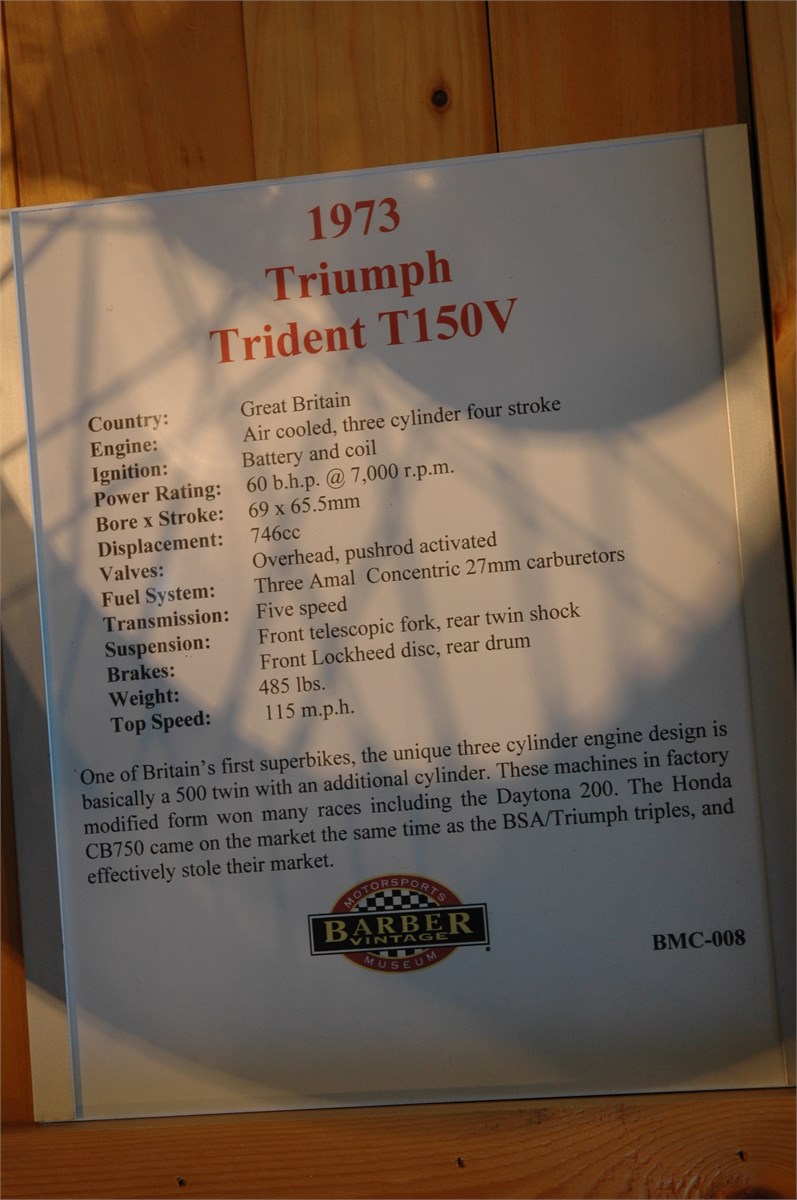 1973
Triumph
Trident T150V
Country: Great Britain
Engine: Air cooled, three cylinder four stroke
Ignition: Battery and coil
Power Rating: 60 b.h.p. @ 7,000 r.p.m.
Bore x Stroke: 69 x 65.5mm
Displacement: 746cc
Valves: Overhead, pushrod activated
Fuel System: Three Amal Concentric 27mm carburetors
Transmission: Five speed
Suspension: Front telescopic fork, rear twin shock
Brakes: Front Lockheed disc, rear drum
Weight: 485 lbs.
Top Speed: 115 m.p.h.
One of Britain's first superbikes, the unique three cylinder engine design is
basically a 500 twin with an additional cylinder. These machines in factory
modified form won many races including the Daytona 200. The Honda
CB750 came on the market the same time as the BSA/Triumph triples, and
effectively stole their market.
MOTORSPORTS
BARBER
VINTAGE
MUSEUM
BMC-008